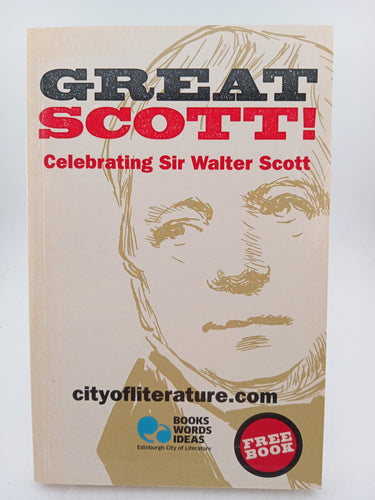 GREAT
SCOTT!
Celebrating Sir Walter Scott
cityofliterature.com
BOOKS
WORDS
IDEAS
Edinburgh City of Literature
FREE
BOOK